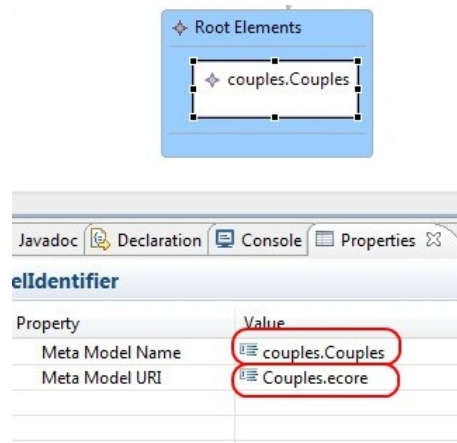 Root Elements
couples.Couples
Javadoc Declaration Console Properties
elIdentifier
Property Value
Meta Model Name couples.Couples
Meta Model URI Couples.ecore